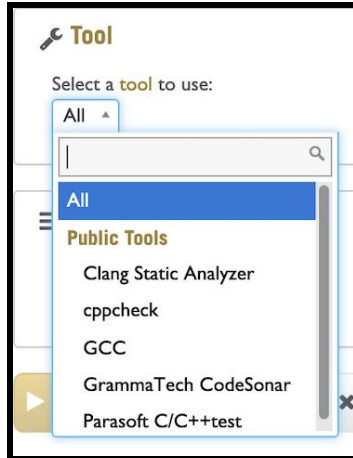 Tool
Select a tool to use:
All
All
Public Tools
Clang Static Analyzer
cppcheck
GCC
GrammaTech CodeSonar
Parasoft C/C++test